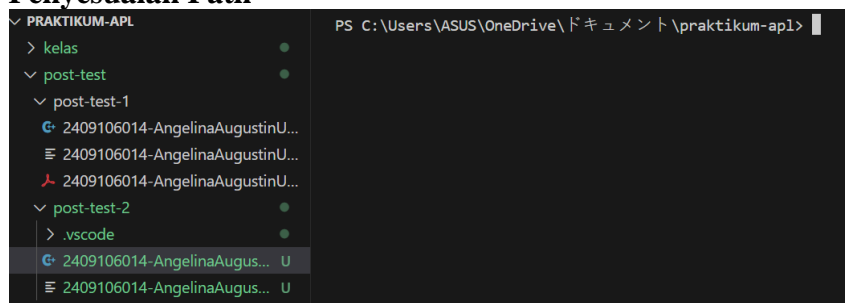 Penyesuaian Path
PRAKTIKUM-APL
kelas
post-test
post-test-1
2409106014-AngelinaAugustinU...
2409106014-AngelinaAugustinU...
2409106014-AngelinaAugustinU...
post-test-2
.vscode
2409106014-AngelinaAugus... U
2409106014-AngelinaAugus... U
PS C:\Users\ASUS\OneDrive\ドキュメント\praktikum-apl>